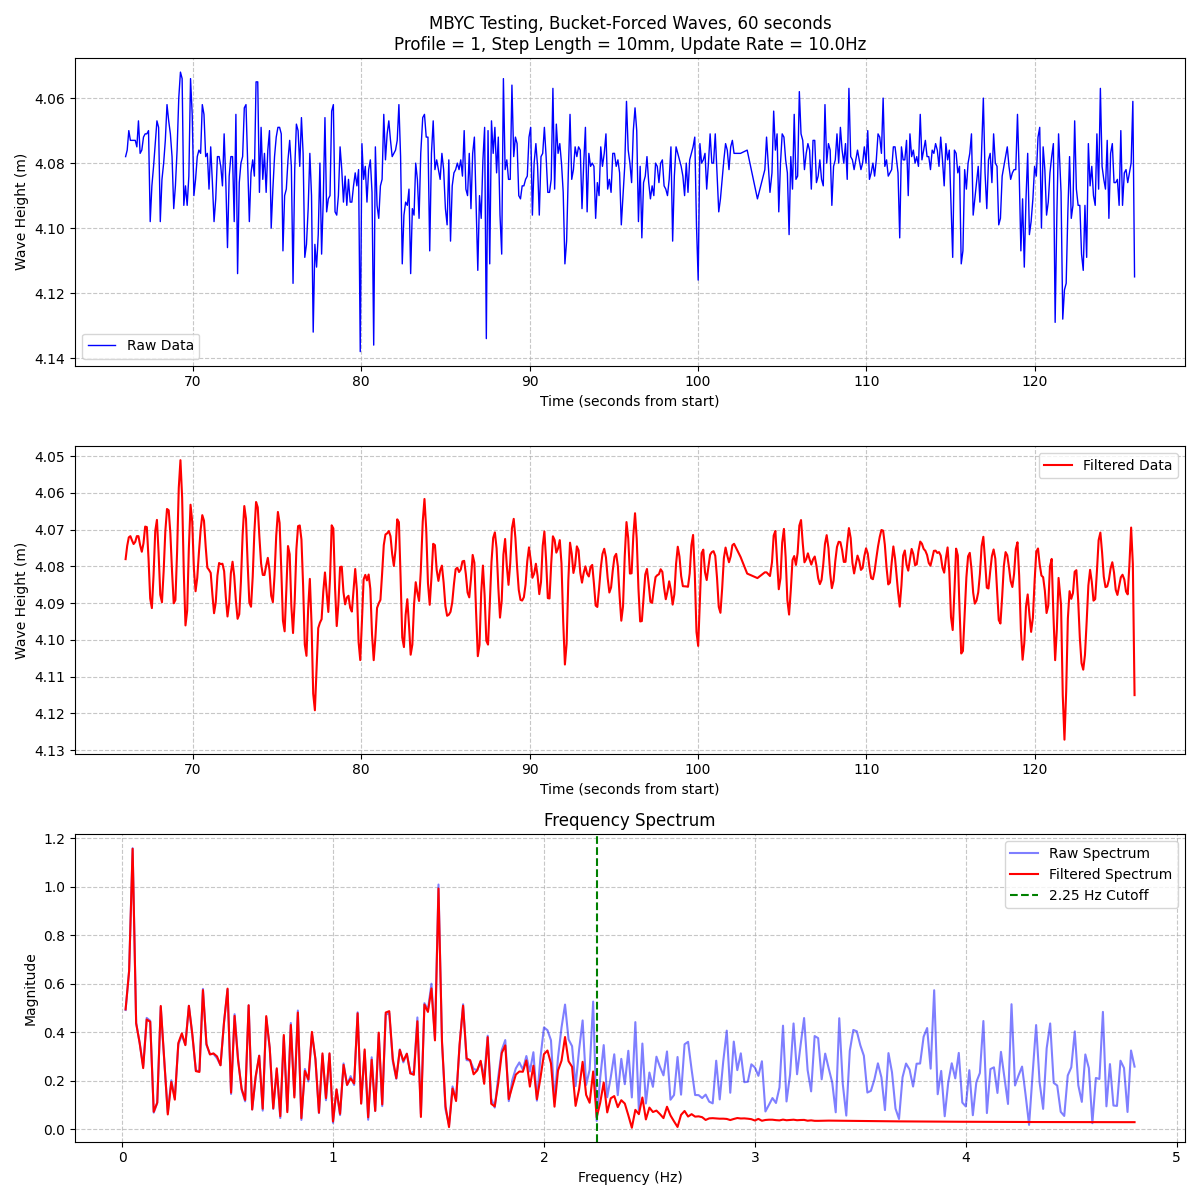 MBYC Testing, Bucket-Forced Waves, 60 seconds
Profile = 1, Step Length = 10mm, Update Rate = 10.0Hz
Wave Height (m)
4.06
4.08
4.10
4.12
4.14
Raw Data
70
80
90
100
110
120
Time (seconds from start)
Wave Height (m)
4.05
4.06
4.07
4.08
4.09
4.10
4.11
4.12
4.13
Filtered Data
70
80
90
100
110
120
Time (seconds from start)
Frequency Spectrum
Magnitude
1.2
1.0
0.8
0.6
0.4
0.2
0.0
Raw Spectrum
Filtered Spectrum
2.25 Hz Cutoff
0
1
2
3
4
5
Frequency (Hz)